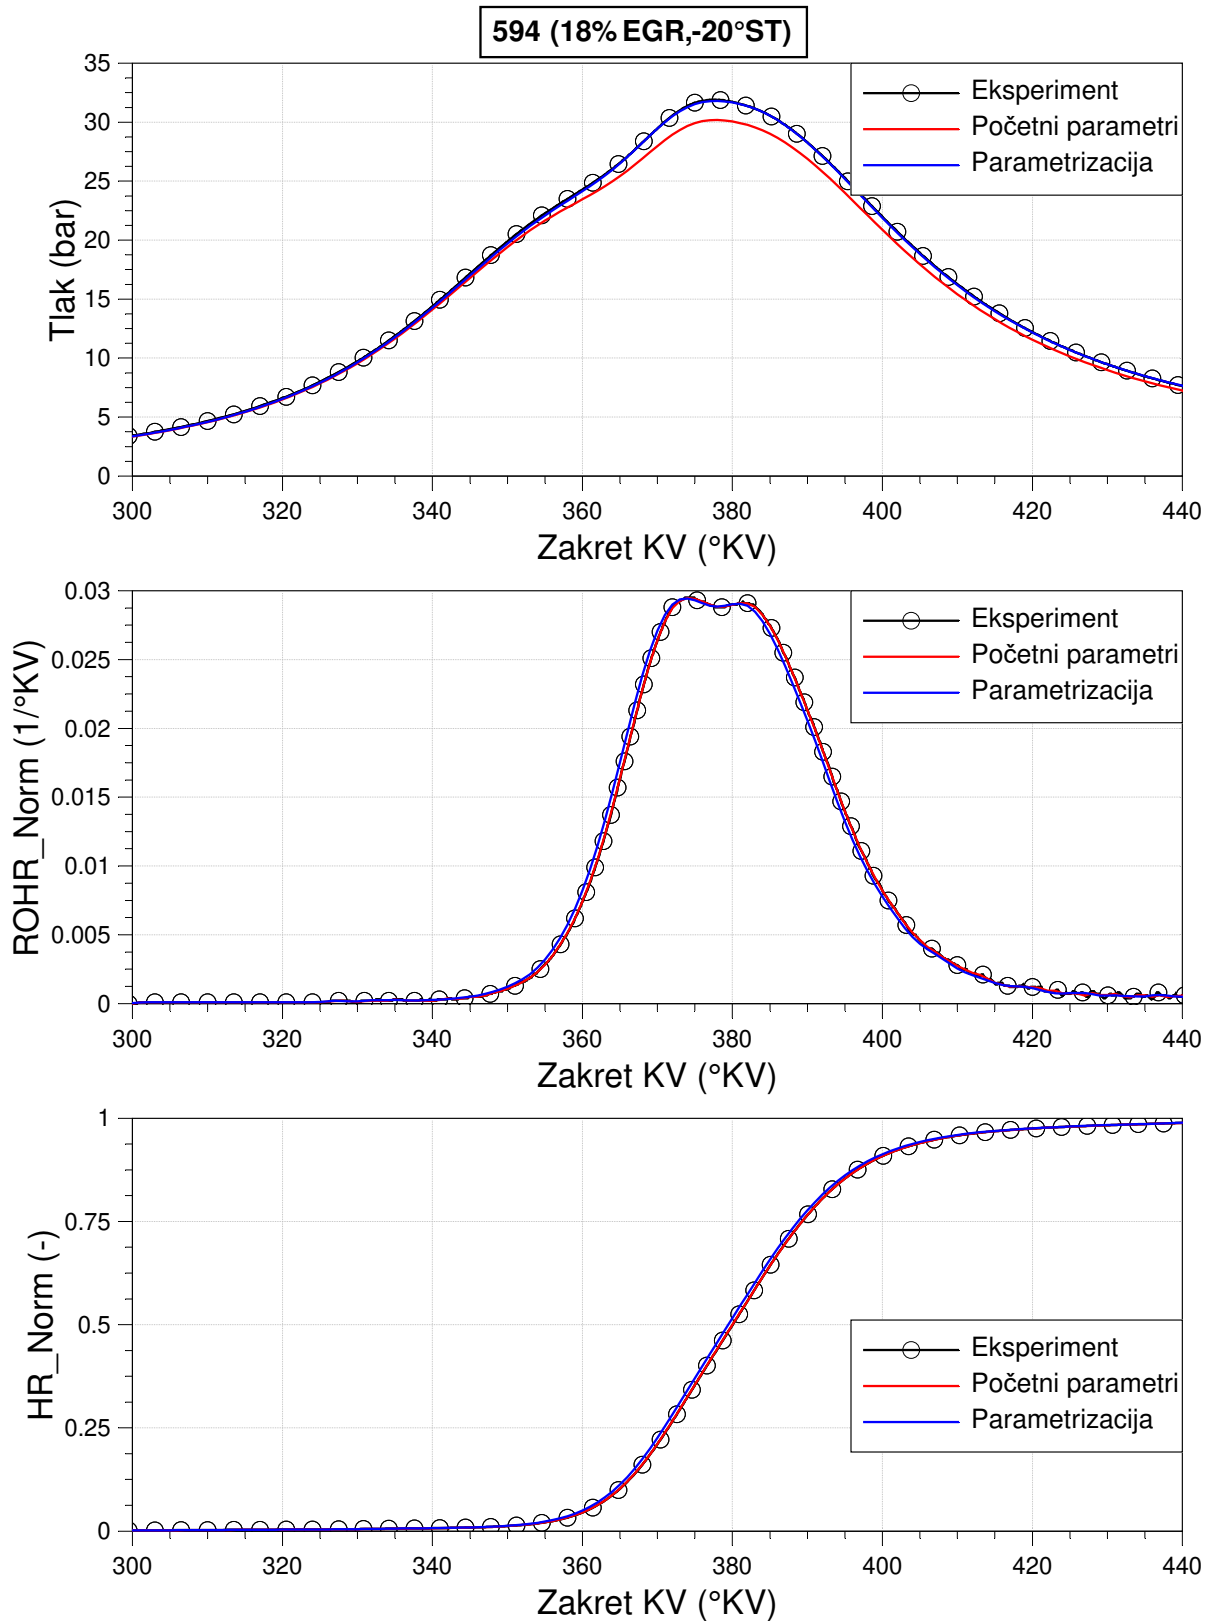 594 (18% EGR,-20°ST)
35
30
25
20
15
10
5
0
Tlak (bar)
Eksperiment
Početni parametri
Parametrizacija
300 320 340 360 380 400 420 440
Zakret KV (°KV)
0.03
0.025
0.02
0.015
0.01
0.005
0
ROHR_Norm (1/°KV)
Eksperiment
Početni parametri
Parametrizacija
300 320 340 360 380 400 420 440
Zakret KV (°KV)
1
0.75
0.5
0.25
0
HR_Norm (-)
Eksperiment
Početni parametri
Parametrizacija
300 320 340 360 380 400 420 440
Zakret KV (°KV)